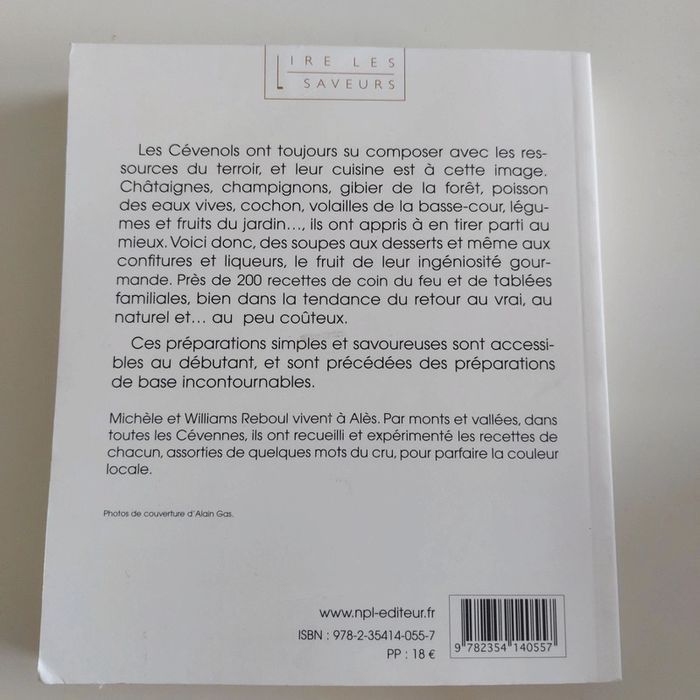 LIRE LES
SAVEURS
Les Cévenols ont toujours su composer avec les res-
sources du terroir, et leur cuisine est à cette image.
Châtaignes, champignons, gibier de la forêt, poisson
des eaux vives, cochon, volailles de la basse-cour, légu-
mes et fruits du jardin..., ils ont appris à en tirer parti au
mieux. Voici donc, des soupes aux desserts et même aux
confitures et liqueurs, le fruit de leur ingéniosité gour-
mande. Près de 200 recettes de coin du feu et de tablées
familiales, bien dans la tendance du retour au vrai, au
naturel et... au peu coûteux.
Ces préparations simples et savoureuses sont accessi-
bles au débutant, et sont précédées des préparations
de base incontournables.
Michèle et Williams Reboul vivent à Alès. Par monts et vallées, dans
toutes les Cévennes, ils ont recueilli et expérimenté les recettes de
chacun, assorties de quelques mots du cru, pour parfaire la couleur
locale.
Photos de couverture d'Alain Gas.
www.npl-editeur.fr
ISBN : 978-2-35414-055-7
PP : 18 €
9 782354 140557